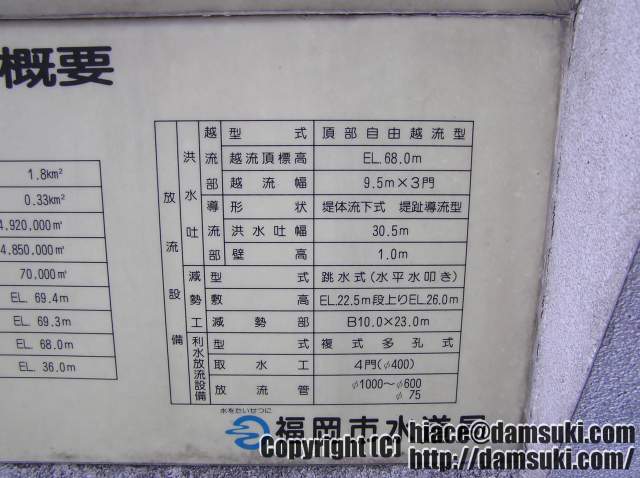 概要
1.8km²
0.33km²
4.920,000㎥
4.850,000㎥
70,000㎥
EL. 69.4m
EL. 69.3m
EL. 68.0m
EL. 36.0m
放流設備
洪水吐
越流部
型式 頂部自由越流型
越流頂標高 EL.68.0m
越流幅 9.5m×3門
導流部
形状 堤体流下式 堤趾導流型
洪水吐幅 30.5m
壁高 1.0m
減勢工
型式 跳水式(水平水叩き)
敷高 EL.22.5m段上りEL.26.0m
減勢部 B10.0×23.0m
利水放流設備
型式 複式多孔式
取水工 4門(φ400)
放流管 φ1000〜φ600
φ75
水をたいせつに
福岡市水道局
Copyright(C) hiace@damsuki.com
http://damsuki.com/